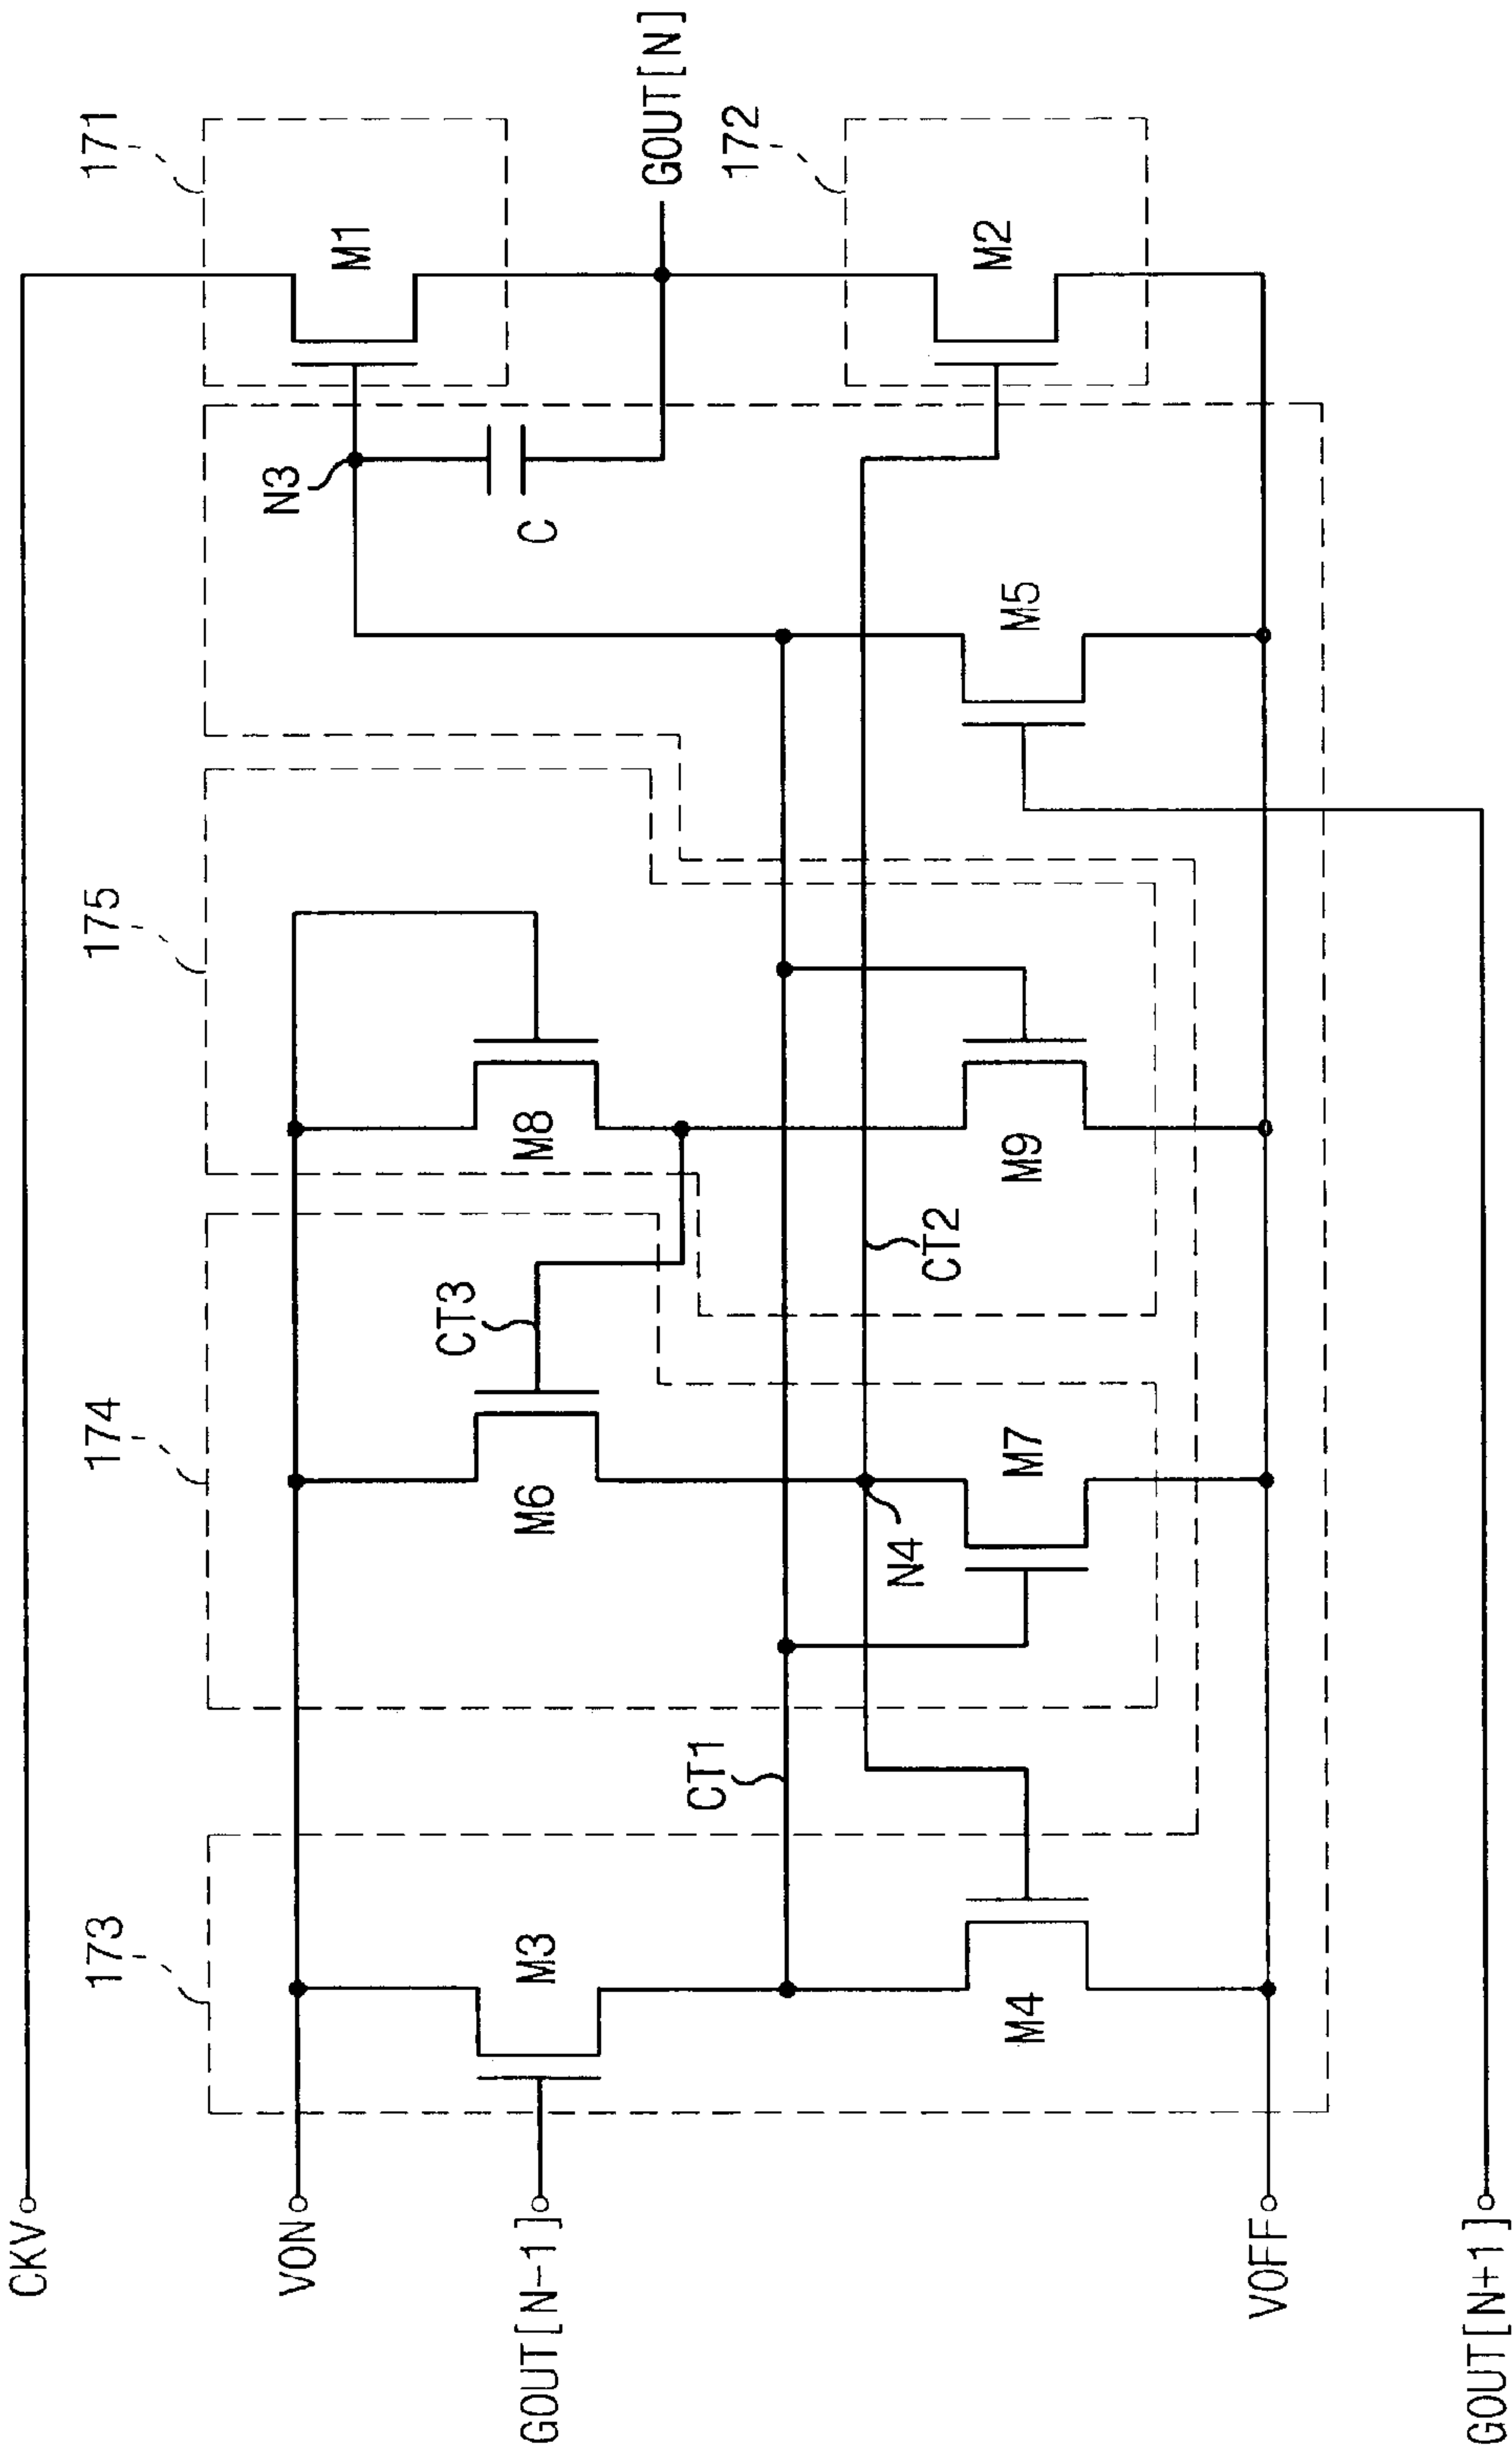 CKV
171
M1
GOUT[N]
172
M2
N3
C
M5
175
M8
M9
CT3
CT2
174
M6
N4
M7
CT1
173
M3
M4
VON
GOUT[N-1]
VOFF
GOUT[N+1]